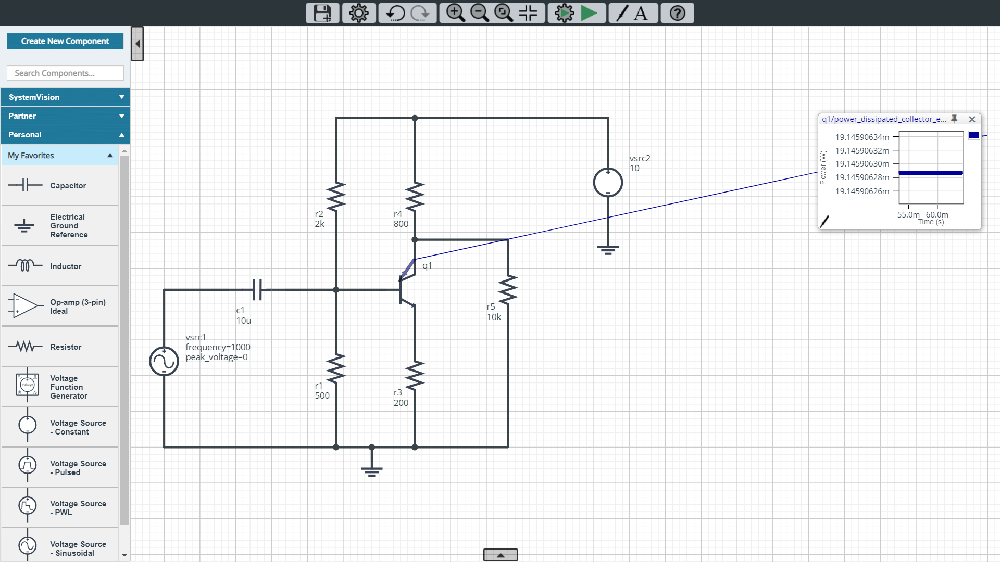 A
?
Create New Component
Search Components...
SystemVision
Partner
Personal
My Favorites
Capacitor
Electrical
Ground
Reference
Inductor
Op-amp (3-pin)
Ideal
Resistor
Voltage
Function
Generator
Voltage Source
- Constant
Voltage Source
- Pulsed
Voltage Source
- PWL
Voltage Source
- Sinusoidal
vsrc2
10
r2
2k
r4
800
q1
c1
10u
r5
10k
vsrc1
frequency=1000
peak_voltage=0
r1
500
r3
200
q1/power_dissipated_collector_e...
19.14590634m
19.14590632m
19.14590630m
19.14590628m
19.14590626m
Power (W)
55.0m 60.0m
Time (s)